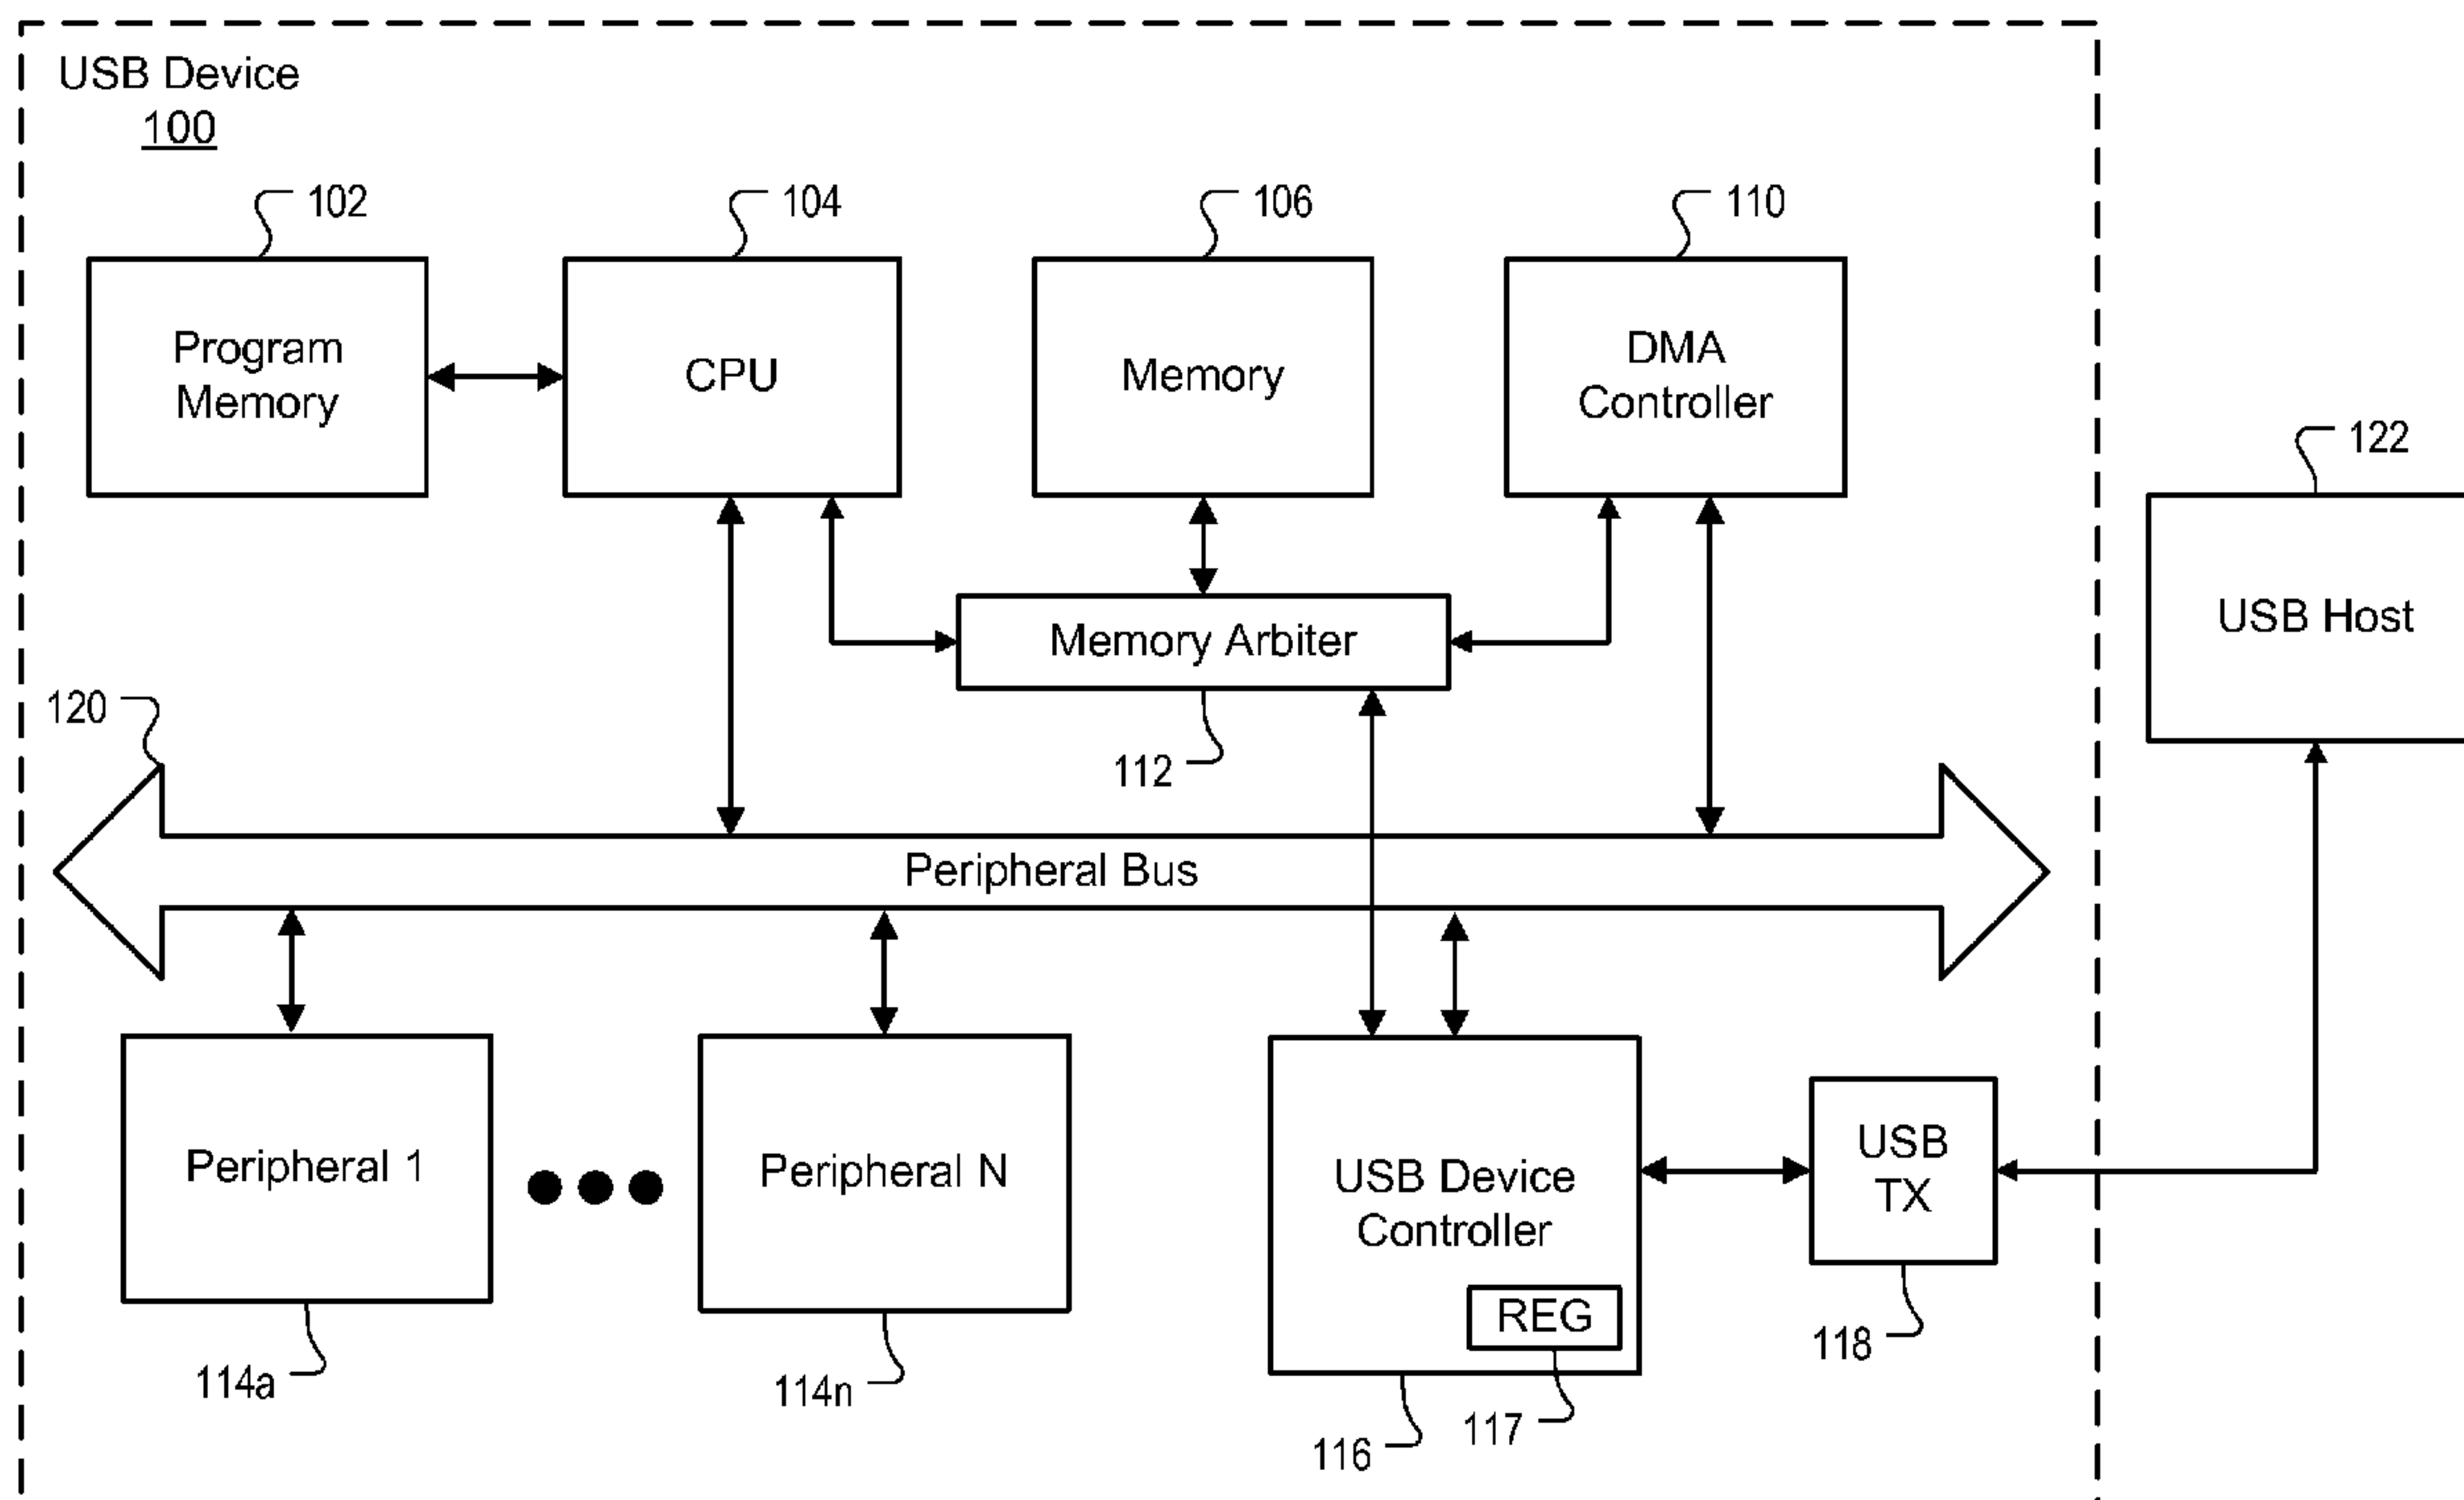 USB Device
100
102
104
106
110
Program
Memory
CPU
Memory
DMA
Controller
122
USB Host
Memory Arbiter
120
112
Peripheral Bus
Peripheral 1
Peripheral N
USB Device
Controller
USB
TX
REG
114a
114n
116
117
118